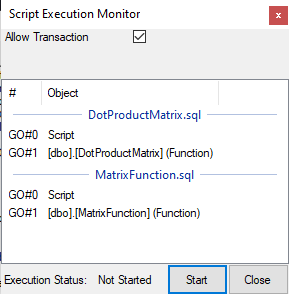 Script Execution Monitor
Allow Transaction
# Object
DotProductMatrix.sql
GO#0 Script
GO#1 [dbo].[DotProductMatrix] (Function)
MatrixFunction.sql
GO#0 Script
GO#1 [dbo].[MatrixFunction] (Function)
Execution Status: Not Started Start Close